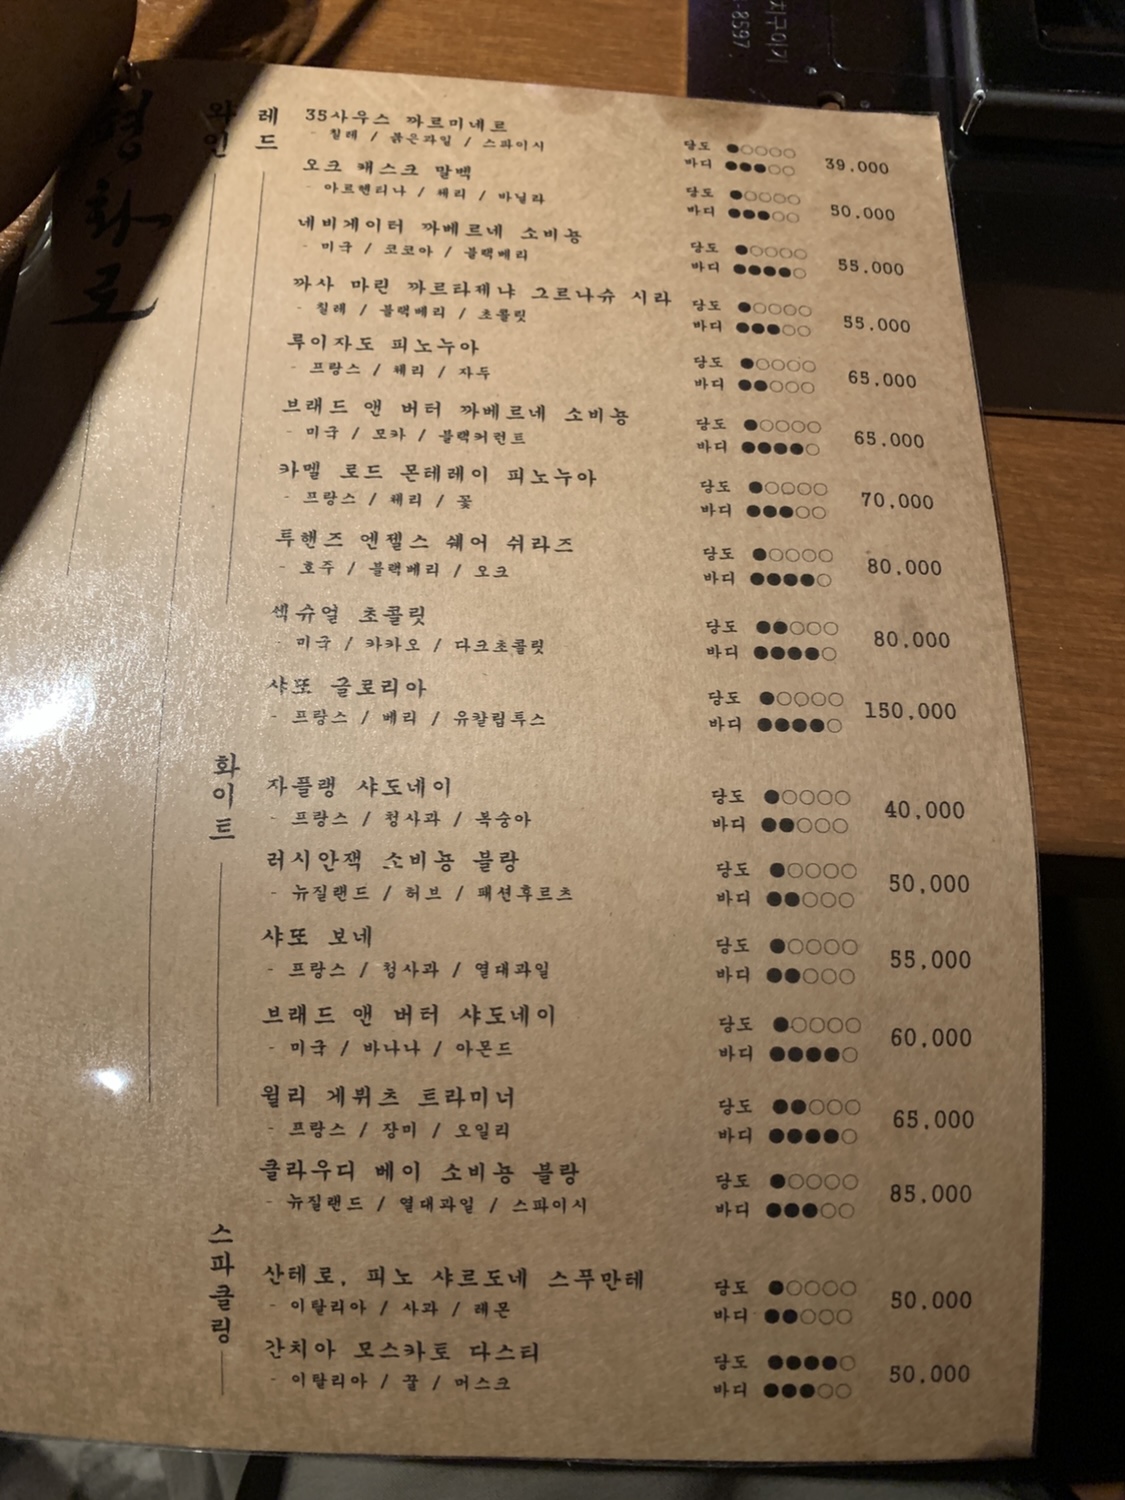 형화로
와인
레드
35사우스 까르미네르
- 칠레 / 붉은과일 / 스파이시
당도 ●○○○○
바디 ●●●○○
39,000
오크 캐스크 말벡
- 아르헨티나 / 체리 / 바닐라
당도 ●○○○○
바디 ●●●○○
50,000
네비게이터 까베르네 소비뇽
- 미국 / 코코아 / 블랙베리
당도 ●○○○○
바디 ●●●●○
55,000
까사 마린 까르타제냐 그르나슈 시라
- 칠레 / 블랙베리 / 초콜릿
당도 ●○○○○
바디 ●●●○○
55,000
루이자도 피노누아
- 프랑스 / 체리 / 자두
당도 ●○○○○
바디 ●●○○○
65,000
브래드 앤 버터 까베르네 소비뇽
- 미국 / 모카 / 블랙커런트
당도 ●○○○○
바디 ●●●●○
65,000
카멜 로드 몬테레이 피노누아
- 프랑스 / 체리 / 꽃
당도 ●○○○○
바디 ●●●○○
70,000
투핸즈 엔젤스 쉐어 쉬라즈
- 호주 / 블랙베리 / 오크
당도 ●○○○○
바디 ●●●●○
80,000
섹슈얼 초콜릿
- 미국 / 카카오 / 다크초콜릿
당도 ●●○○○
바디 ●●●●○
80,000
샤또 글로리아
- 프랑스 / 베리 / 유칼립투스
당도 ●○○○○
바디 ●●●●○
150,000
화이트
자플랭 샤도네이
- 프랑스 / 청사과 / 복숭아
당도 ●○○○○
바디 ●●○○○
40,000
러시안잭 소비뇽 블랑
- 뉴질랜드 / 허브 / 패션후르츠
당도 ●○○○○
바디 ●●○○○
50,000
샤또 보네
- 프랑스 / 청사과 / 열대과일
당도 ●○○○○
바디 ●●○○○
55,000
브래드 앤 버터 샤도네이
- 미국 / 바나나 / 아몬드
당도 ●○○○○
바디 ●●●●○
60,000
윌리 게뷔츠 트라미너
- 프랑스 / 장미 / 오일리
당도 ●●○○○
바디 ●●●●○
65,000
클라우디 베이 소비뇽 블랑
- 뉴질랜드 / 열대과일 / 스파이시
당도 ●○○○○
바디 ●●●○○
85,000
스파클링
산테로, 피노 샤르도네 스푸만테
- 이탈리아 / 사과 / 레몬
당도 ●○○○○
바디 ●●○○○
50,000
간치아 모스카토 다스티
- 이탈리아 / 꿀 / 머스크
당도 ●●●●○
바디 ●●●○○
50,000
-8597